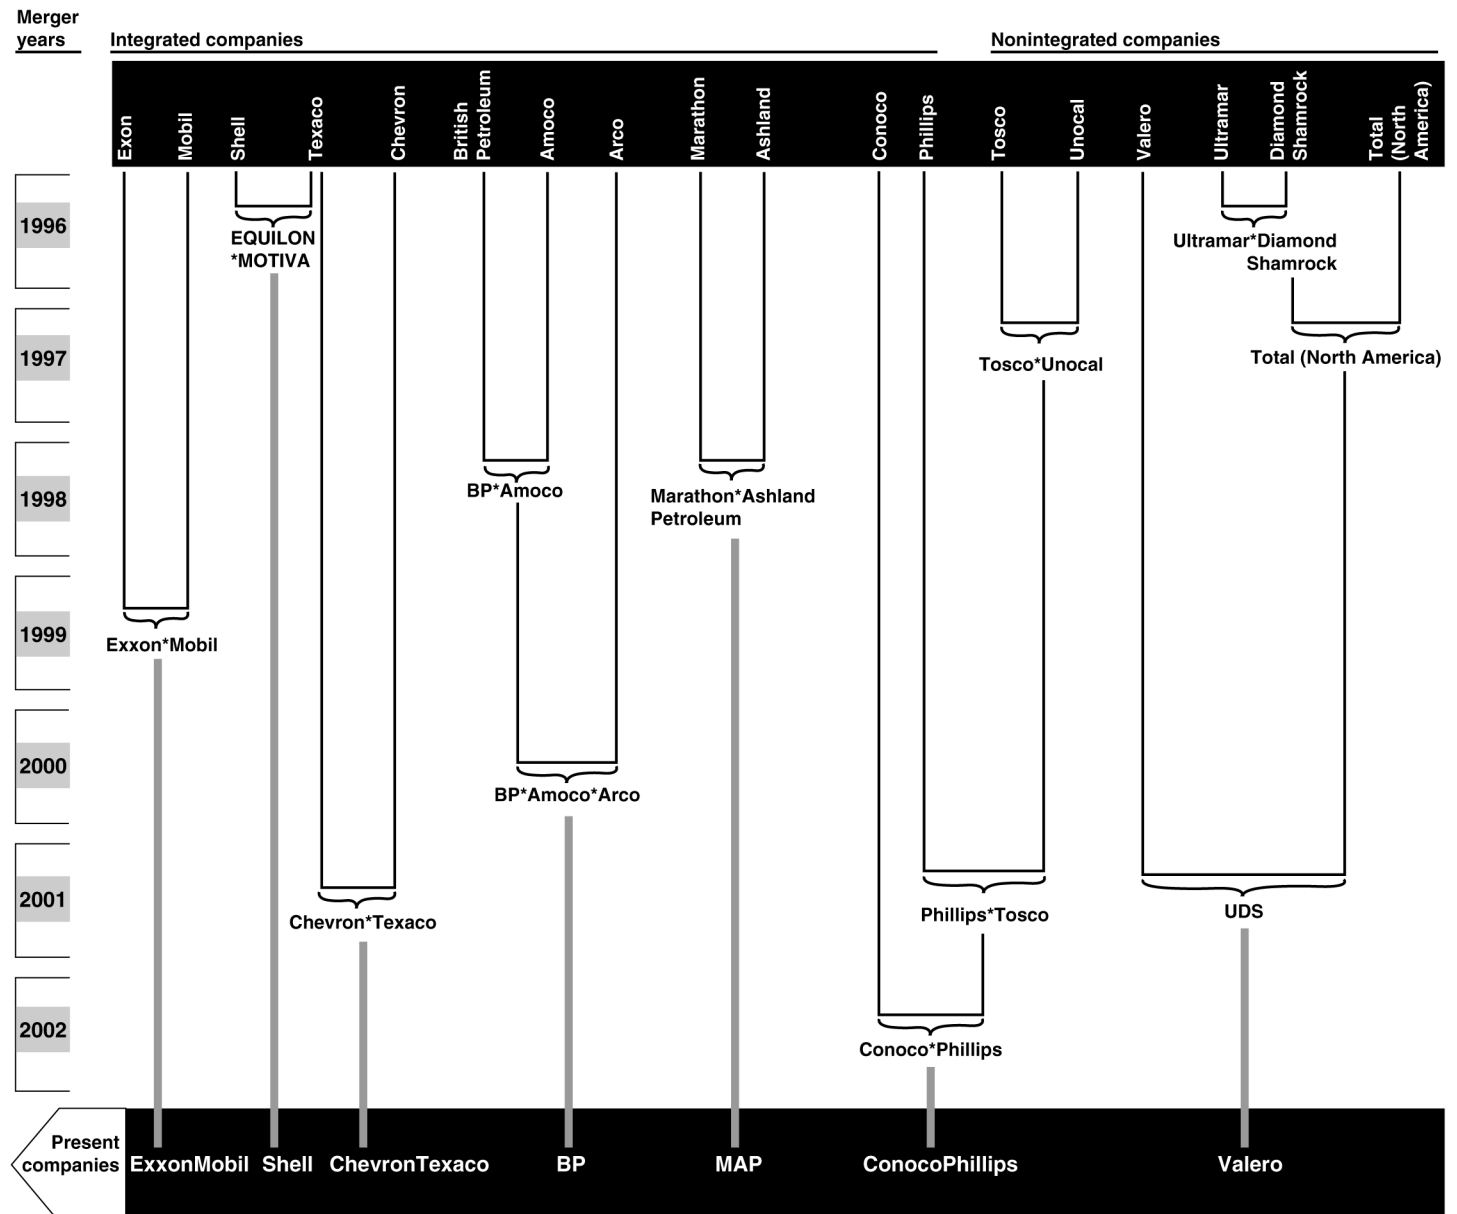 Merger
years
Integrated companies
Nonintegrated companies
Exon
Mobil
Shell
Texaco
Chevron
British
Petroleum
Amoco
Arco
Marathon
Ashland
Conoco
Phillips
Tosco
Unocal
Valero
Ultramar
Diamond
Shamrock
Total
(North
America)
1996
EQUILON
*MOTIVA
Ultramar*Diamond
Shamrock
1997
Tosco*Unocal
Total (North America)
1998
BP*Amoco
Marathon*Ashland
Petroleum
1999
Exxon*Mobil
2000
BP*Amoco*Arco
2001
Chevron*Texaco
Phillips*Tosco
UDS
2002
Conoco*Phillips
Present
companies
ExxonMobil
Shell
ChevronTexaco
BP
MAP
ConocoPhillips
Valero